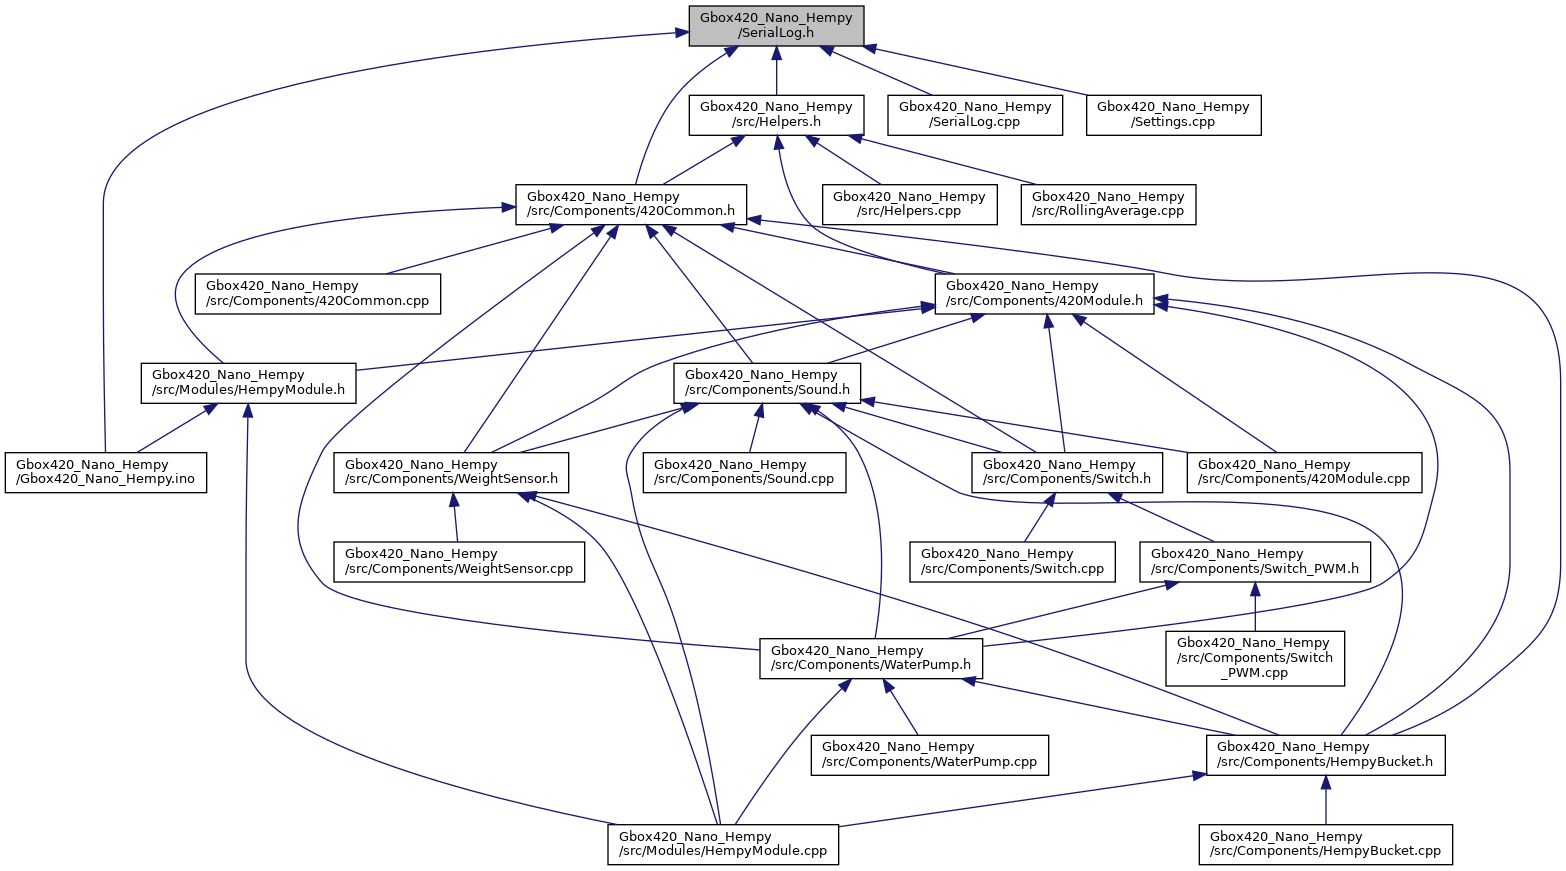 Gbox420_Nano_Hempy
/SerialLog.h
Gbox420_Nano_Hempy
/src/Helpers.h
Gbox420_Nano_Hempy
/SerialLog.cpp
Gbox420_Nano_Hempy
/Settings.cpp
Gbox420_Nano_Hempy
/src/Components/420Common.h
Gbox420_Nano_Hempy
/src/Helpers.cpp
Gbox420_Nano_Hempy
/src/RollingAverage.cpp
Gbox420_Nano_Hempy
/src/Components/420Common.cpp
Gbox420_Nano_Hempy
/src/Components/420Module.h
Gbox420_Nano_Hempy
/src/Modules/HempyModule.h
Gbox420_Nano_Hempy
/src/Components/Sound.h
Gbox420_Nano_Hempy
/Gbox420_Nano_Hempy.ino
Gbox420_Nano_Hempy
/src/Components/WeightSensor.h
Gbox420_Nano_Hempy
/src/Components/Sound.cpp
Gbox420_Nano_Hempy
/src/Components/Switch.h
Gbox420_Nano_Hempy
/src/Components/420Module.cpp
Gbox420_Nano_Hempy
/src/Components/WeightSensor.cpp
Gbox420_Nano_Hempy
/src/Components/Switch.cpp
Gbox420_Nano_Hempy
/src/Components/Switch_PWM.h
Gbox420_Nano_Hempy
/src/Components/WaterPump.h
Gbox420_Nano_Hempy
/src/Components/Switch
_PWM.cpp
Gbox420_Nano_Hempy
/src/Components/WaterPump.cpp
Gbox420_Nano_Hempy
/src/Components/HempyBucket.h
Gbox420_Nano_Hempy
/src/Modules/HempyModule.cpp
Gbox420_Nano_Hempy
/src/Components/HempyBucket.cpp